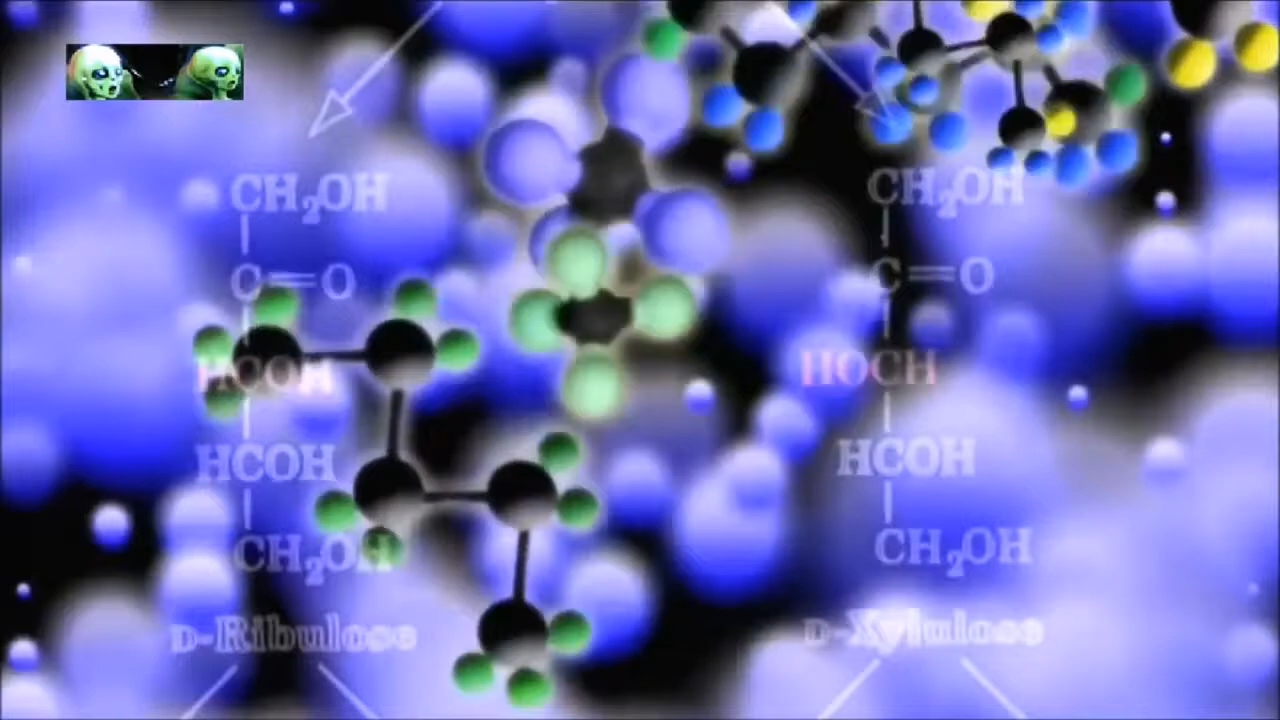 CH₂OH
C=O
HCOH
HCOH
CH₂OH
D-Ribulose
CH₂OH
C=O
HOCH
HCOH
CH₂OH
D-Xylulose